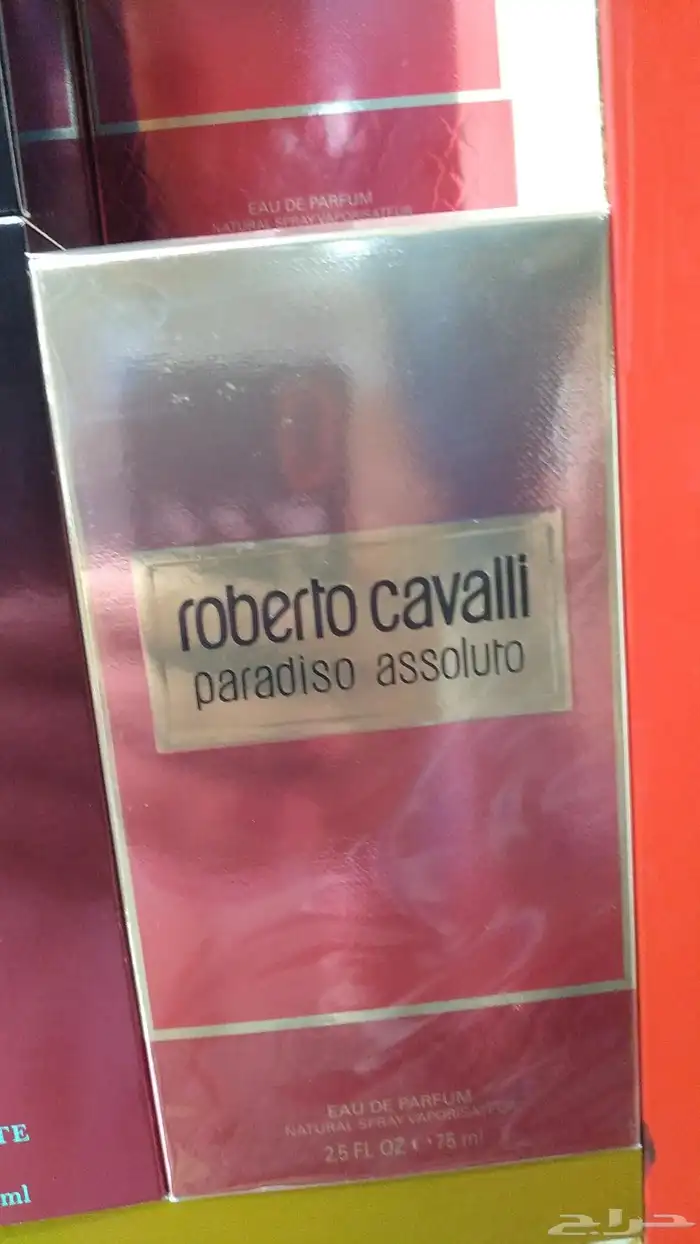 EAU DE PARFUM
NATURAL SPRAY VAPORISATEUR
roberto cavalli
paradiso assoluto
EAU DE PARFUM
NATURAL SPRAY VAPORISATEUR
2.5 FL OZ e 75 ml
TE
ml
حراج